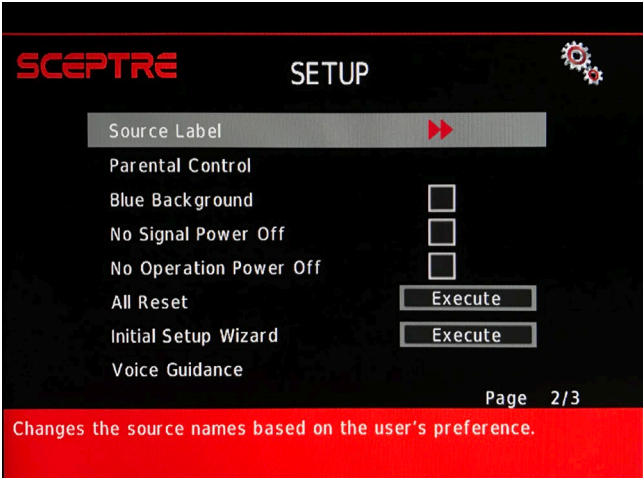 SCEPTRE
SETUP
Source Label
Parental Control
Blue Background
No Signal Power Off
No Operation Power Off
All Reset Execute
Initial Setup Wizard Execute
Voice Guidance
Page 2/3
Changes the source names based on the user's preference.